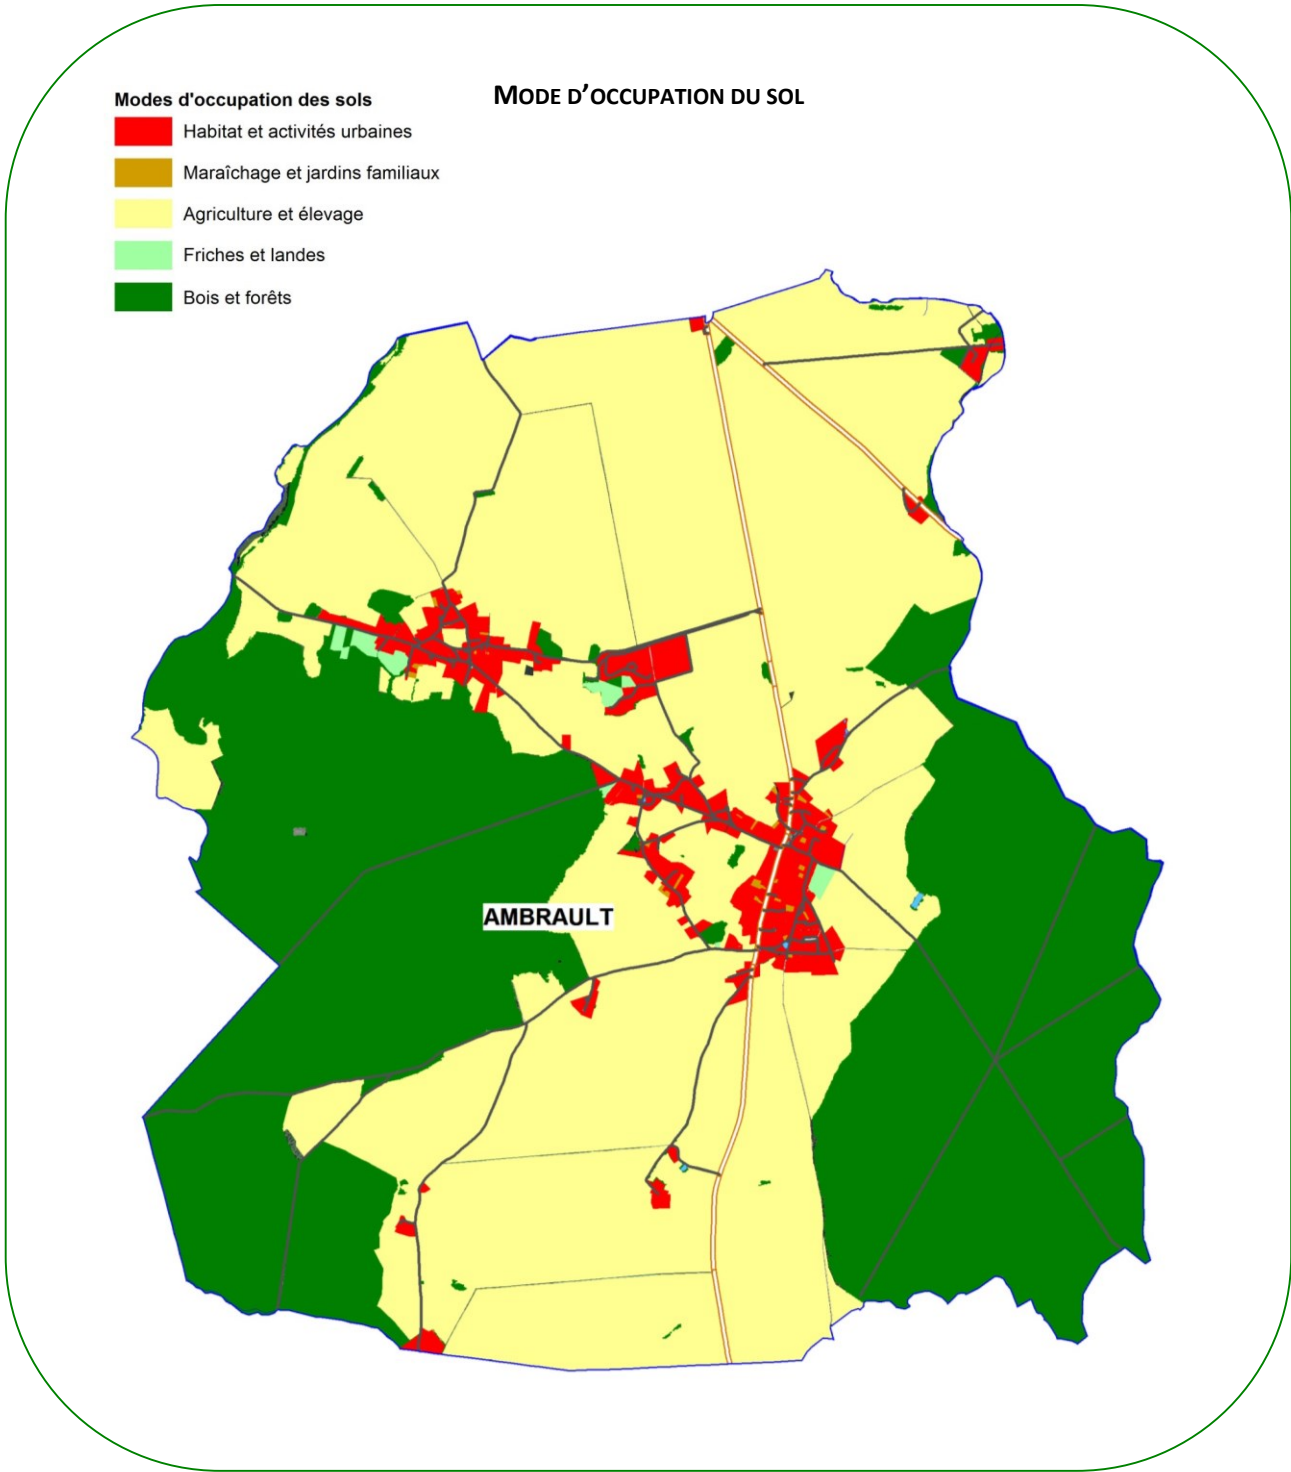 MODE D'OCCUPATION DU SOL
Modes d'occupation des sols
Habitat et activités urbaines
Maraîchage et jardins familiaux
Agriculture et élevage
Friches et landes
Bois et forêts
AMBRAULT